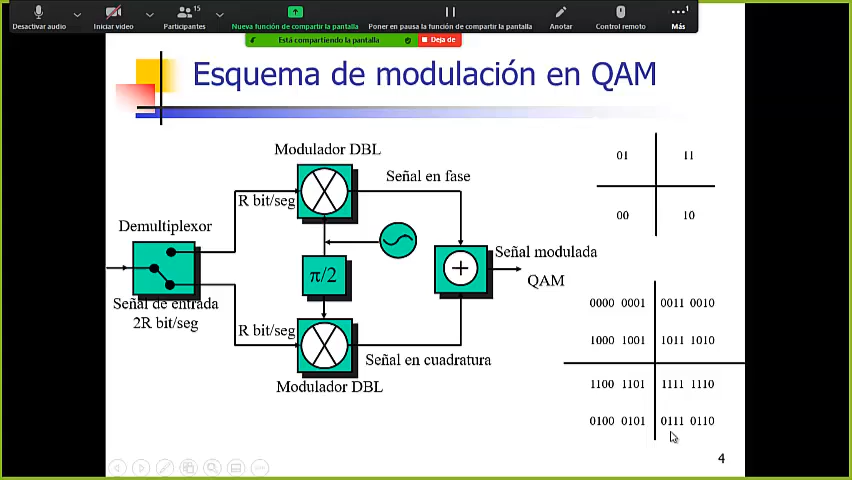 15
1
Desactivar audio
Iniciar video
Participantes
Nueva función de compartir la pantalla
Poner en pausa la función de compartir la pantalla
Anotar
Control remoto
Más
Está compartiendo la pantalla
Deja de
Esquema de modulación en QAM
Modulador DBL
Señal en fase
R bit/seg
Demultiplexor
π/2
+
Señal modulada
QAM
Señal de entrada
2R bit/seg
R bit/seg
Señal en cuadratura
Modulador DBL
01 11
00 10
0000 0001 0011 0010
1000 1001 1011 1010
1100 1101 1111 1110
0100 0101 0111 0110
4